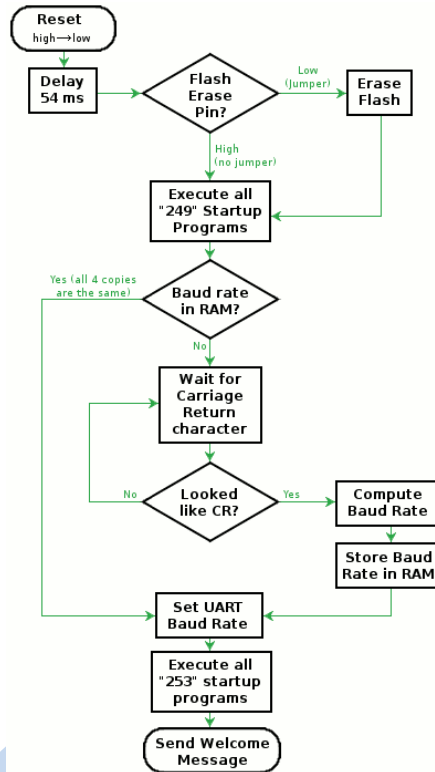 Reset
high→low
Delay
54 ms
Flash
Erase
Pin?
Low
(Jumper)
Erase
Flash
High
(no jumper)
Execute all
"249" Startup
Programs
Yes (all 4 copies
are the same)
Baud rate
in RAM?
No
Wait for
Carriage
Return
character
No
Looked
like CR?
Yes
Compute
Baud Rate
Store Baud
Rate in RAM
Set UART
Baud Rate
Execute all
"253" startup
programs
Send Welcome
Message